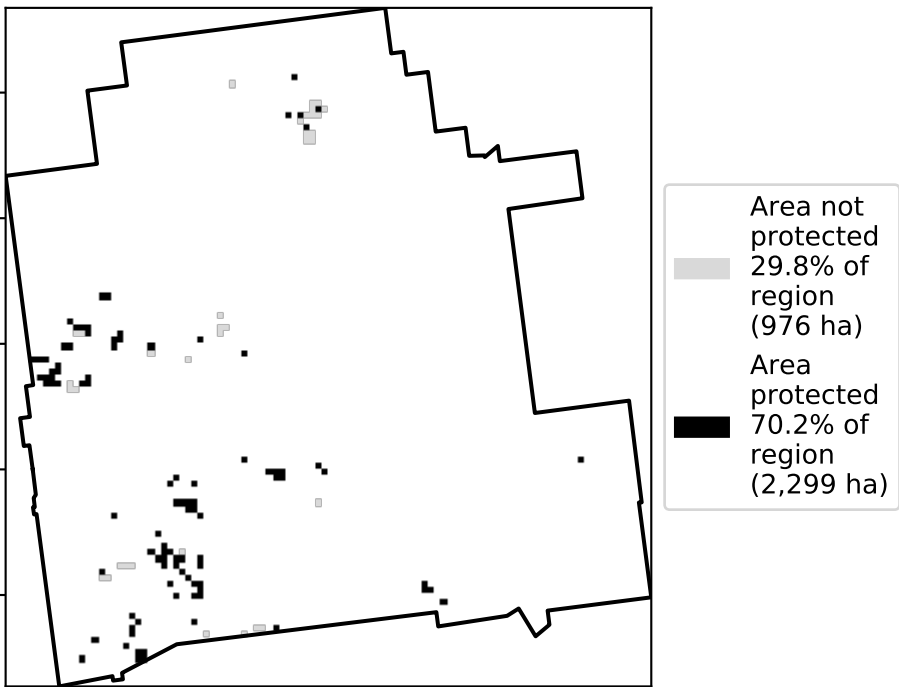 Area not
protected
29.8% of
region
(976 ha)
Area
protected
70.2% of
region
(2,299 ha)